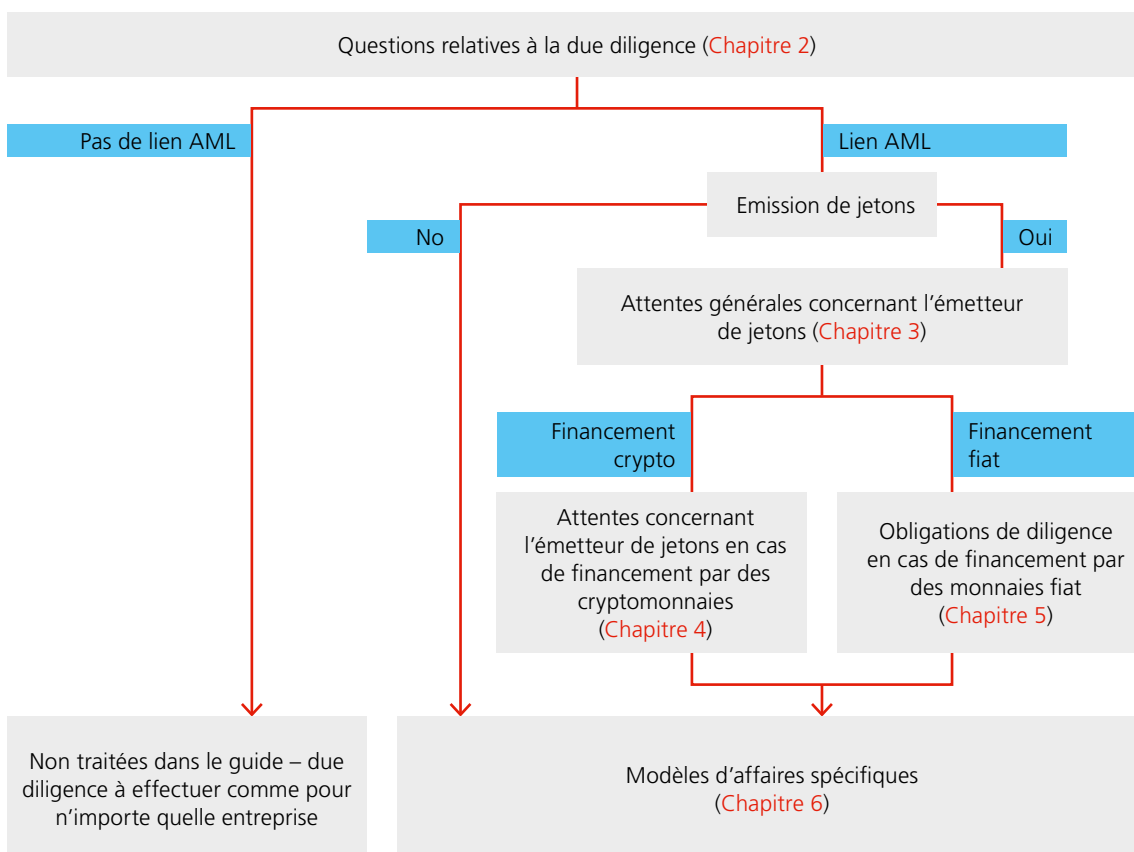 Questions relatives à la due diligence (Chapitre 2)
Pas de lien AML
Lien AML
Emission de jetons
No
Oui
Attentes générales concernant l'émetteur
de jetons (Chapitre 3)
Financement
crypto
Financement
fiat
Attentes concernant
l'émetteur de jetons en cas
de financement par des
cryptomonnaies
(Chapitre 4)
Obligations de diligence
en cas de financement par
des monnaies fiat
(Chapitre 5)
Non traitées dans le guide – due
diligence à effectuer comme pour
n'importe quelle entreprise
Modèles d'affaires spécifiques
(Chapitre 6)